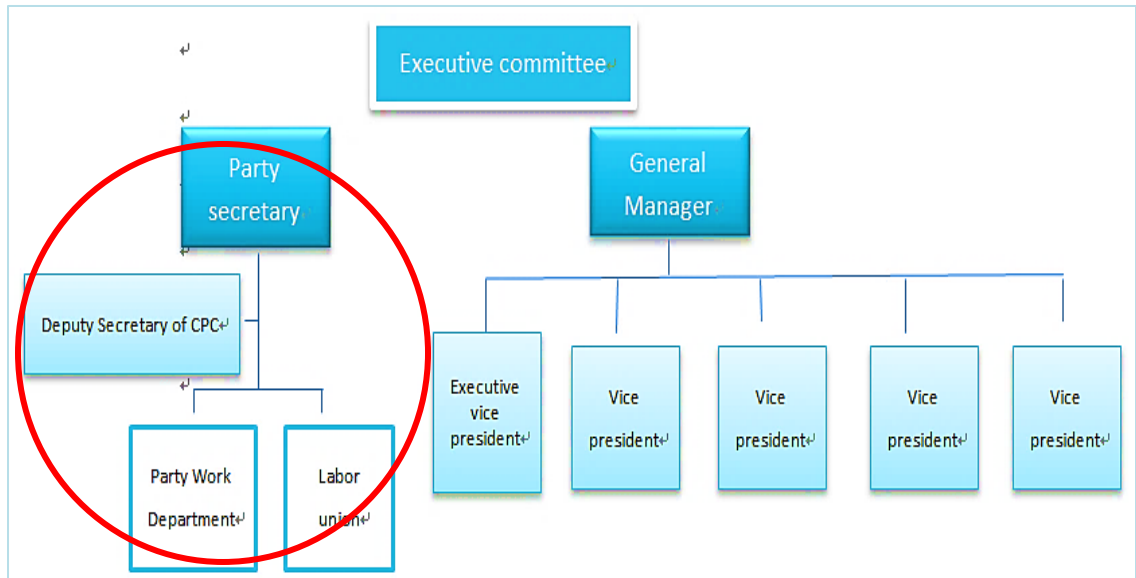 Executive committee
Party
secretary
General
Manager
Deputy Secretary of CPC
Party Work
Department
Labor
union
Executive
vice
president
Vice
president
Vice
president
Vice
president
Vice
president